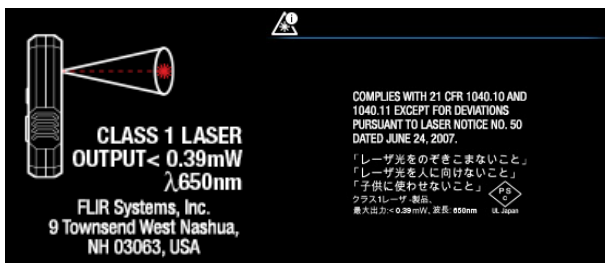 CLASS 1 LASER
OUTPUT< 0.39mW
λ650nm
FLIR Systems, Inc.
9 Townsend West Nashua,
NH 03063, USA
COMPLIES WITH 21 CFR 1040.10 AND
1040.11 EXCEPT FOR DEVIATIONS
PURSUANT TO LASER NOTICE NO. 50
DATED JUNE 24, 2007.
「レーザ光をのぞきこまないこと」
「レーザ光を人に向けないこと」
「子供に使わせないこと」
クラス1レーザ-製品、
最大出力:< 0.39 mW, 波長: 650nm
PS
C
UL Japan